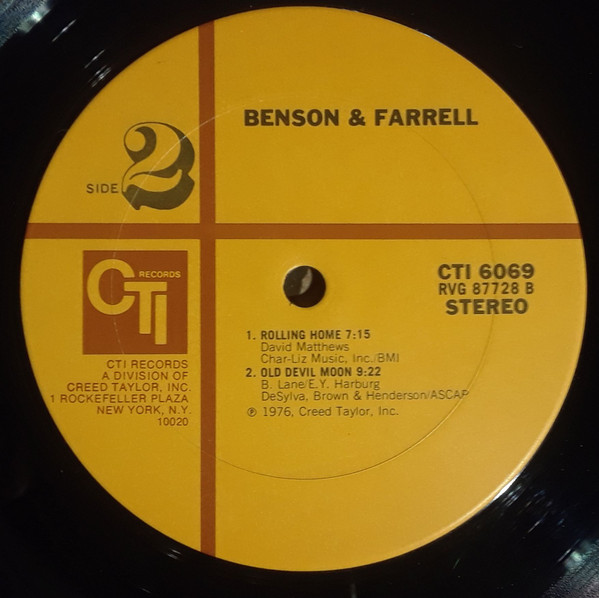 BENSON & FARRELL
SIDE 2
CTI RECORDS
CTI 6069
RVG 87728 B
STEREO
CTI RECORDS
A DIVISION OF
CREED TAYLOR, INC.
1 ROCKEFELLER PLAZA
NEW YORK, N.Y.
10020
1. ROLLING HOME 7:15
David Matthews
Char-Liz Music, Inc./BMI
2. OLD DEVIL MOON 9:22
B. Lane/E.Y. Harburg
DeSylva, Brown & Henderson/ASCAP
℗ 1976, Creed Taylor, Inc.